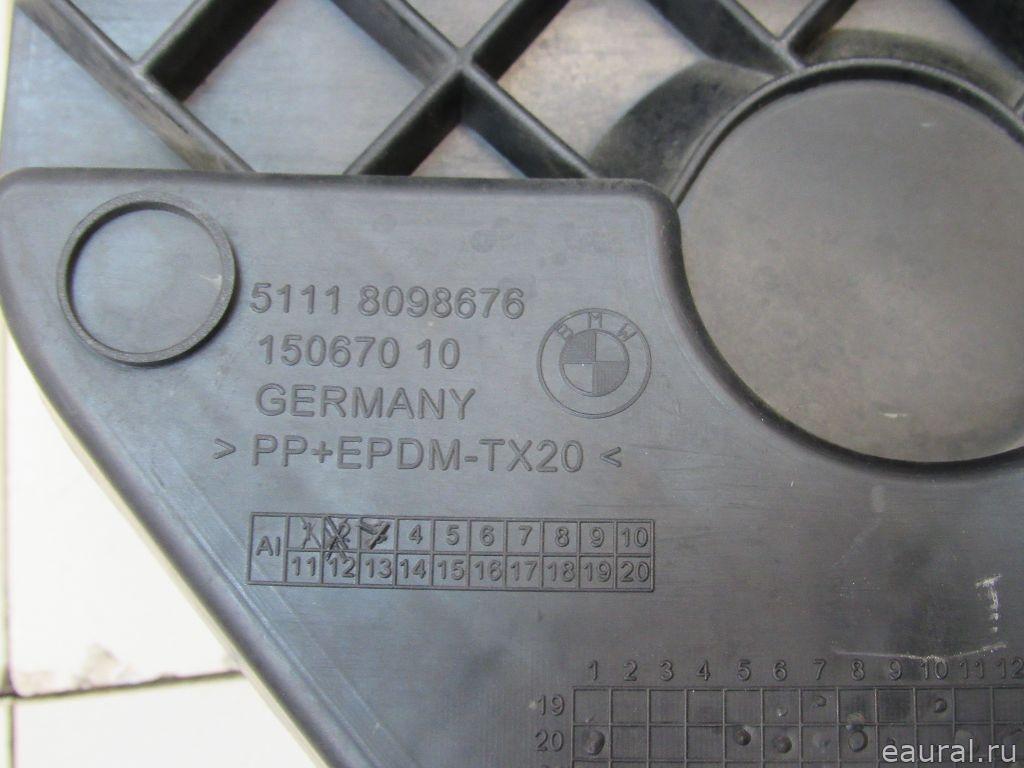 51118098676
BMW
150670 10
GERMANY
> PP+EPDM-TX20 <
AI 1 2 3 4 5 6 7 8 9 10
11 12 13 14 15 16 17 18 19 20
1 2 3 4 5 6 7 8 9 10 11 12
19
20
eaural.ru